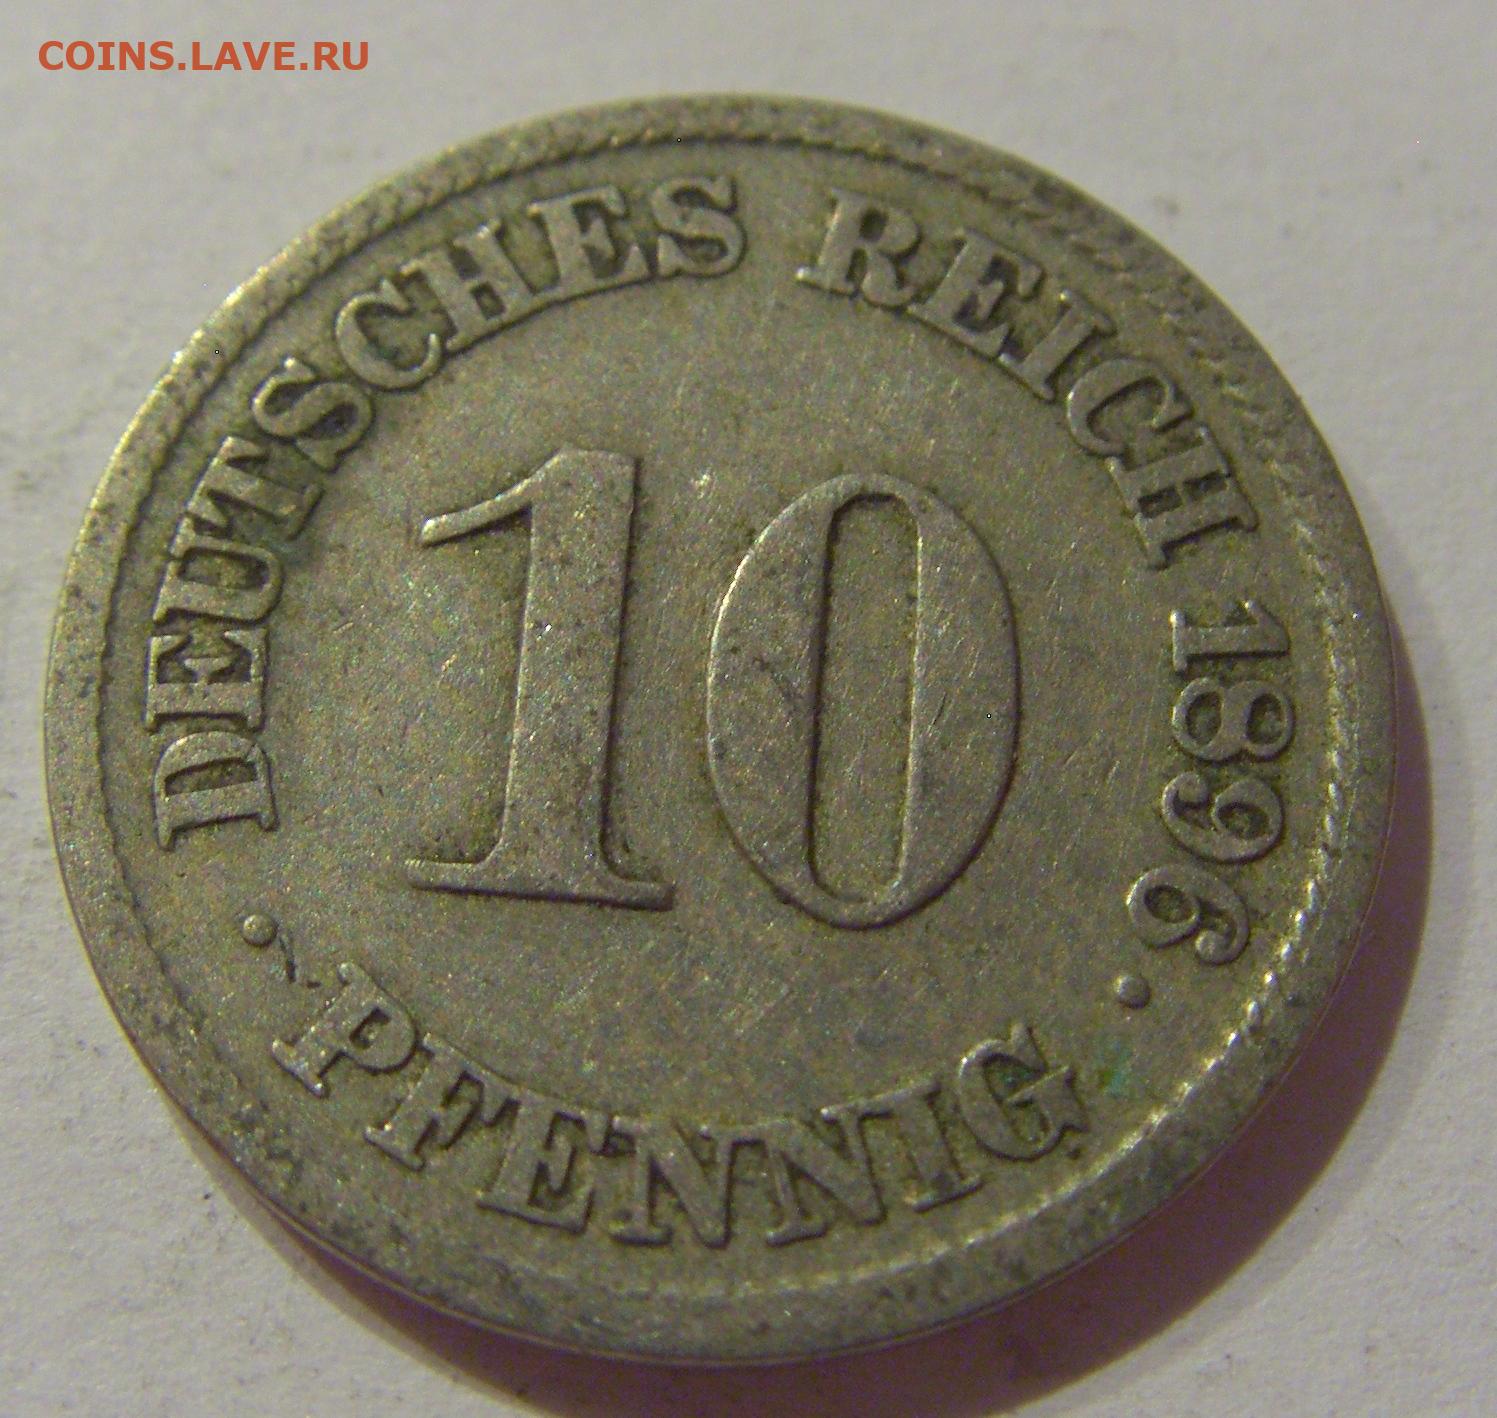 COINS.LAVE.RU
DEUTSCHES REICH 1896
10
· PFENNIG ·